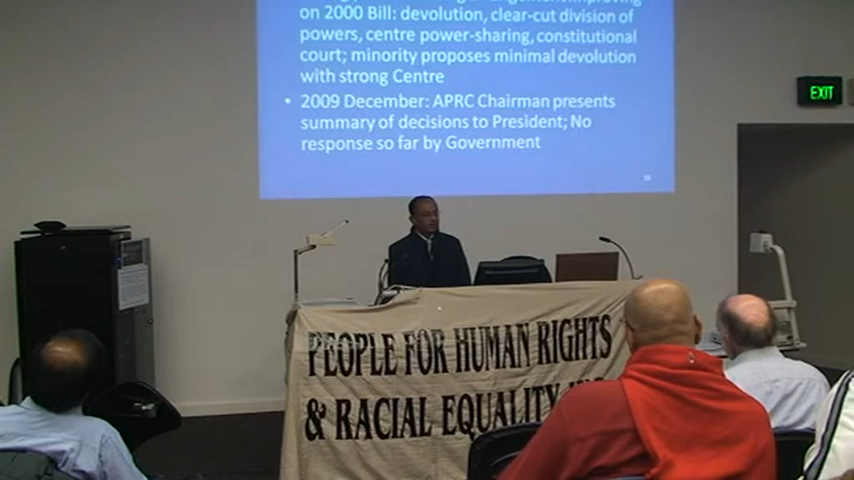 on 2000 Bill: devolution, clear-cut division of
powers, centre power-sharing, constitutional
court; minority proposes minimal devolution
with strong Centre
• 2009 December: APRC Chairman presents
summary of decisions to President; No
response so far by Government
EXIT
PEOPLE FOR HUMAN RIGHTS
& RACIAL EQUALITY